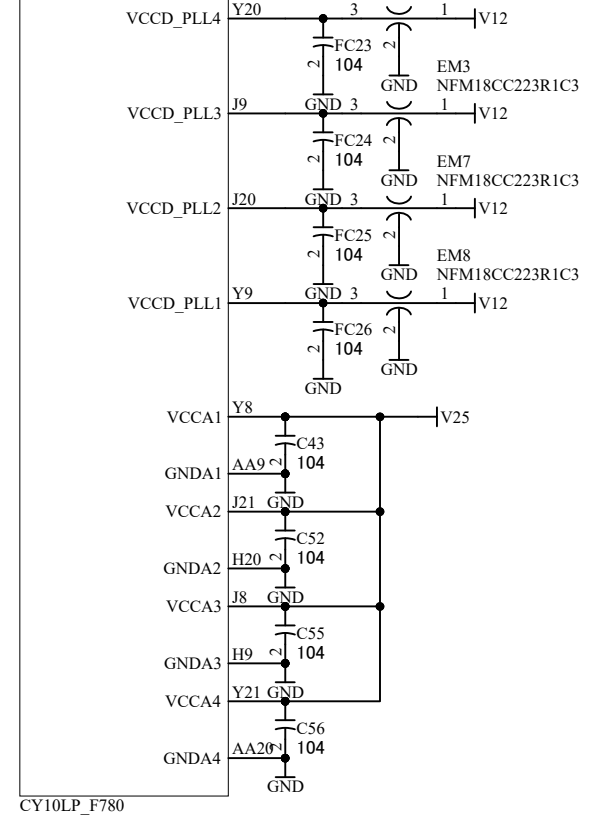 VCCD_PLL4 Y20 3 1 V12
2 FC23 2
104
GND EM3
NFM18CC223R1C3
VCCD_PLL3 J9 GND 3 1 V12
2 FC24 2
104
GND EM7
NFM18CC223R1C3
VCCD_PLL2 J20 GND 3 1 V12
2 FC25 2
104
GND EM8
NFM18CC223R1C3
VCCD_PLL1 Y9 GND 3 1 V12
2 FC26 2
104
GND
GND
VCCA1 Y8 V25
C43
2 104
GNDA1 AA9
VCCA2 J21 GND
C52
2 104
GNDA2 H20
VCCA3 J8 GND
C55
2 104
GNDA3 H9
VCCA4 Y21 GND
C56
2 104
GNDA4 AA20
GND
CY10LP_F780